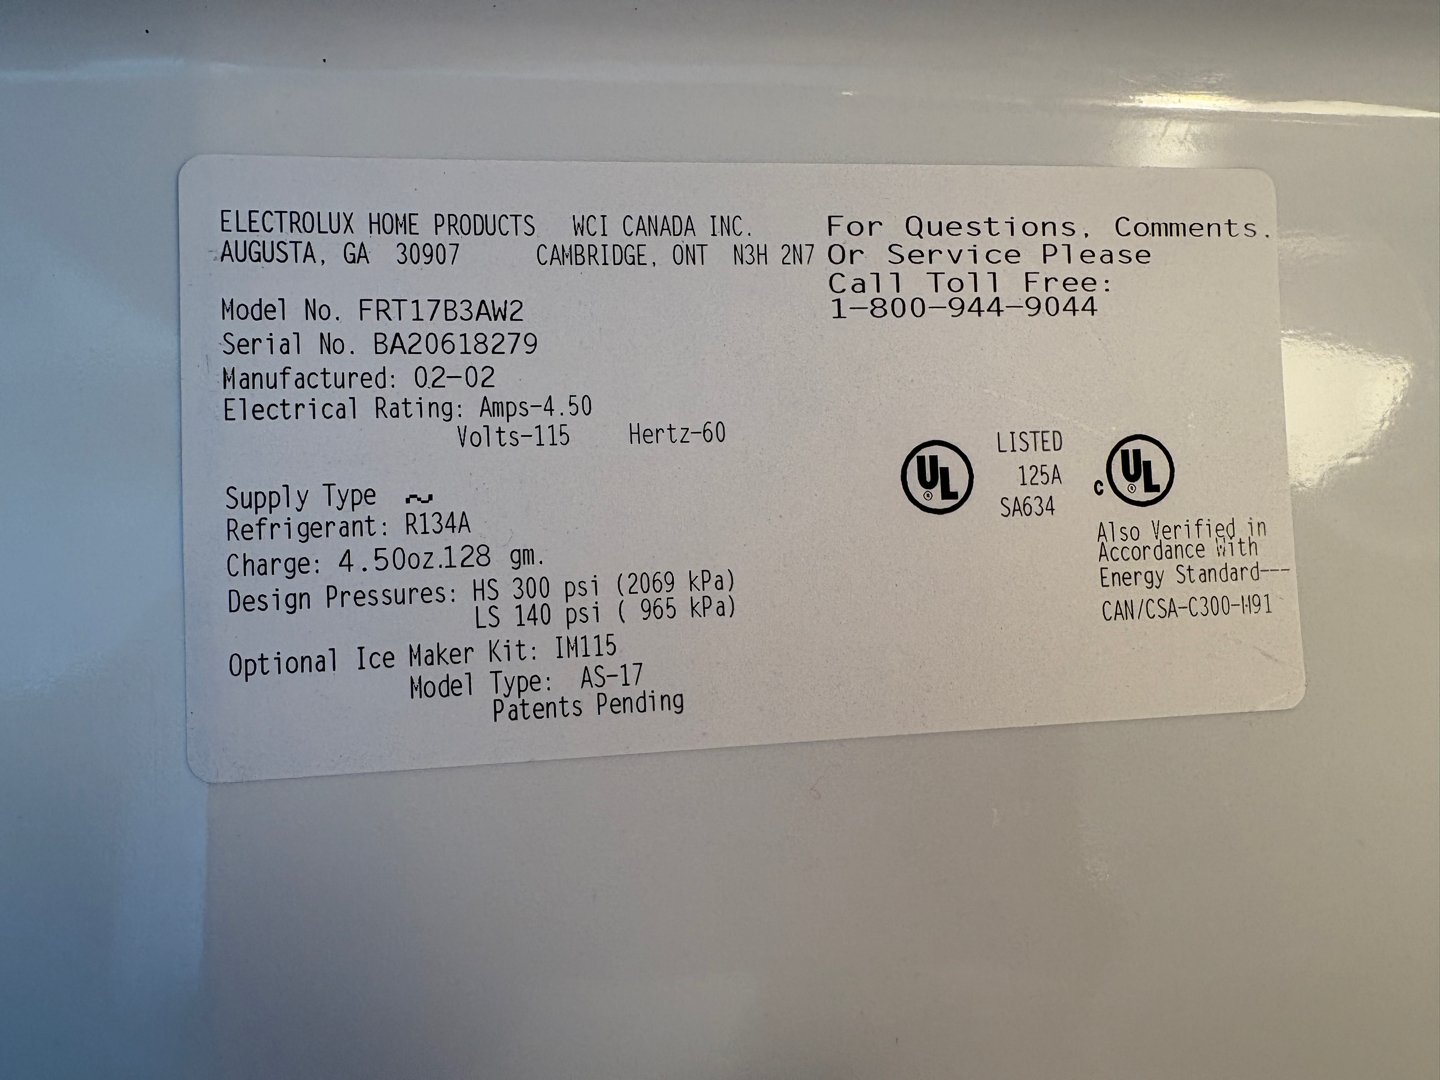 ELECTROLUX HOME PRODUCTS WCI CANADA INC.
AUGUSTA, GA 30907 CAMBRIDGE, ONT N3H 2N7
For Questions, Comments.
Or Service Please
Call Toll Free:
1-800-944-9044
Model No. FRT17B3AW2
Serial No. BA20618279
Manufactured: 02-02
Electrical Rating: Amps-4.50
Volts-115 Hertz-60
Supply Type ~
Refrigerant: R134A
Charge: 4.50oz.128 gm.
Design Pressures: HS 300 psi (2069 kPa)
LS 140 psi ( 965 kPa)
Optional Ice Maker Kit: IM115
Model Type: AS-17
Patents Pending
UL®
LISTED
125A
SA634
c UL®
Also Verified in
Accordance With
Energy Standard---
CAN/CSA-C300-M91